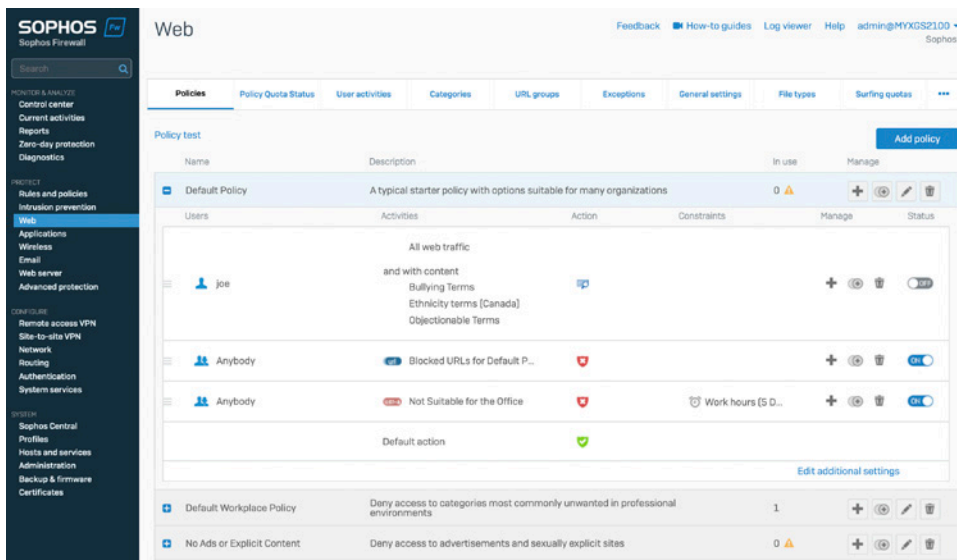 SOPHOS Fw
Sophos Firewall
Search
MONITOR & ANALYZE
Control center
Current activities
Reports
Zero-day protection
Diagnostics
PROTECT
Rules and policies
Intrusion prevention
Web
Applications
Wireless
Email
Web server
Advanced protection
CONFIGURE
Remote access VPN
Site-to-site VPN
Network
Routing
Authentication
System services
SYSTEM
Sophos Central
Profiles
Hosts and services
Administration
Backup & firmware
Certificates
Web
Feedback How-to guides Log viewer Help admin@MYXGS2100
Sophos
Policies Policy Quota Status User activities Categories URL groups Exceptions General settings File types Surfing quotas
Policy test
Add policy
Name Description In use Manage
Default Policy A typical starter policy with options suitable for many organizations 0
Users Activities Action Constraints Manage Status
All web traffic
and with content
joe Bullying Terms OFF
Ethnicity terms (Canada)
Objectionable Terms
Anybody Blocked URLs for Default P... ON
Anybody Not Suitable for the Office Work hours (5 D... ON
Default action
Edit additional settings
Default Workplace Policy Deny access to categories most commonly unwanted in professional environments 1
No Ads or Explicit Content Deny access to advertisements and sexually explicit sites 0